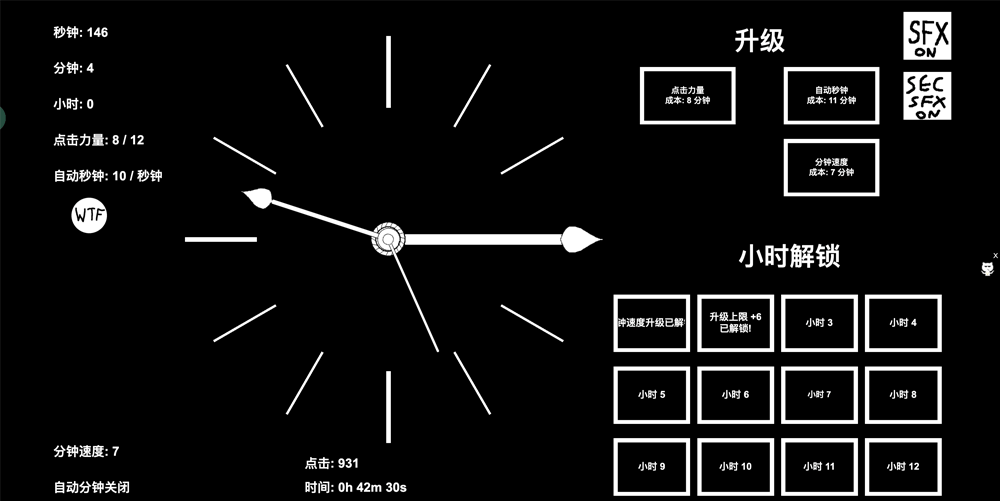 秒钟: 146
分钟: 4
小时: 0
点击力量: 8 / 12
自动秒钟: 10 / 秒钟
WTF
分钟速度: 7
自动分钟关闭
点击: 931
时间: 0h 42m 30s
升级
点击力量
成本: 8 分钟
自动秒钟
成本: 11 分钟
分钟速度
成本: 7 分钟
SFX
ON
SEC
SFX
ON
小时解锁
钟速度升级已解
升级上限 +6
已解锁!
小时 3
小时 4
小时 5
小时 6
小时 7
小时 8
小时 9
小时 10
小时 11
小时 12
x